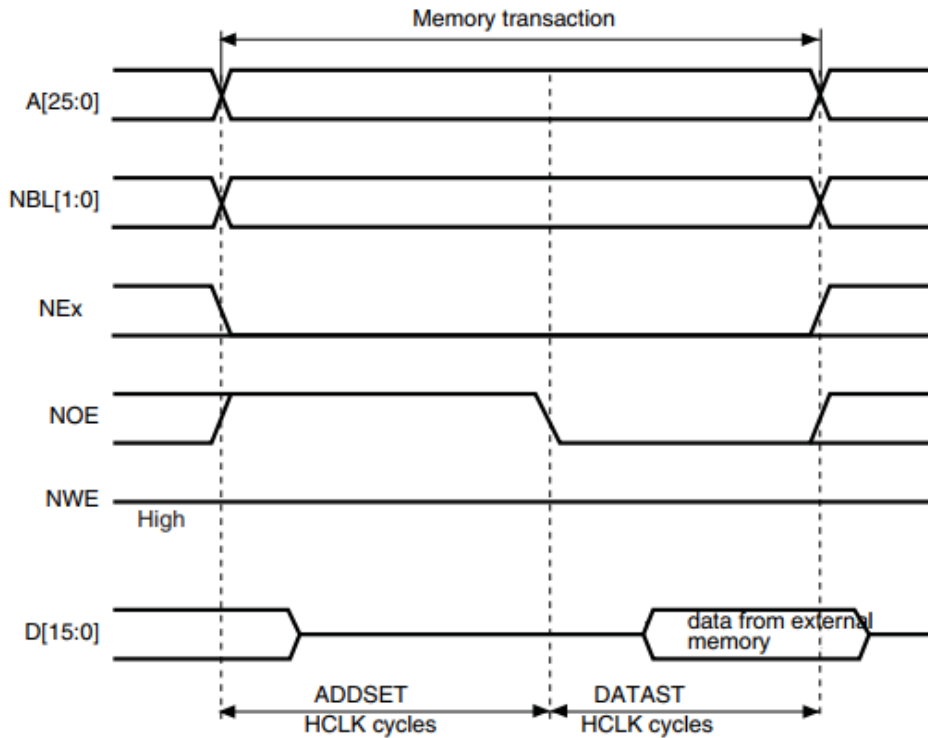 Memory transaction
A[25:0]
NBL[1:0]
NEx
NOE
NWE
High
D[15:0]
data from external
memory
ADDSET
HCLK cycles
DATAST
HCLK cycles